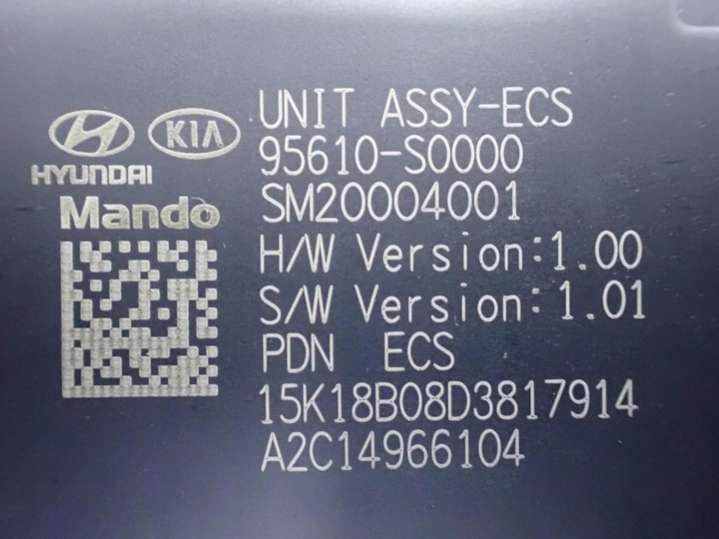 HYUNDAI
KIA
Mando
UNIT ASSY-ECS
95610-S0000
SM20004001
H/W Version:1.00
S/W Version:1.01
PDN ECS
15K18B08D3817914
A2C14966104